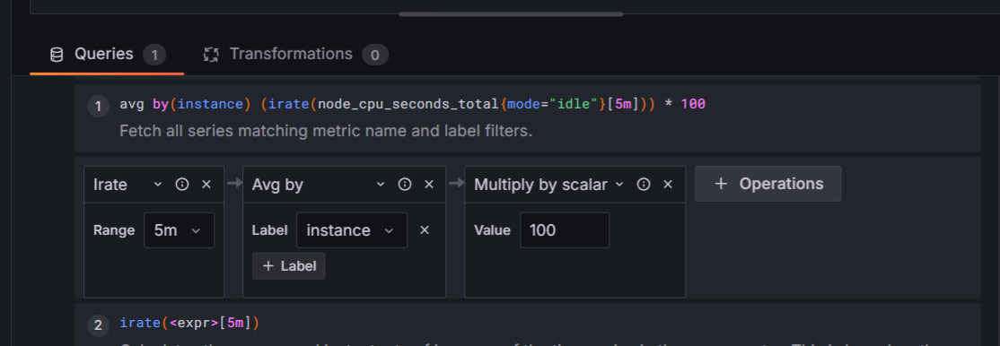 Queries 1 Transformations 0
1 avg by(instance) (irate(node_cpu_seconds_total{mode="idle"}[5m])) * 100
Fetch all series matching metric name and label filters.
Irate Avg by Multiply by scalar + Operations
Range 5m Label instance Value 100
+ Label
2 irate(<expr>[5m])